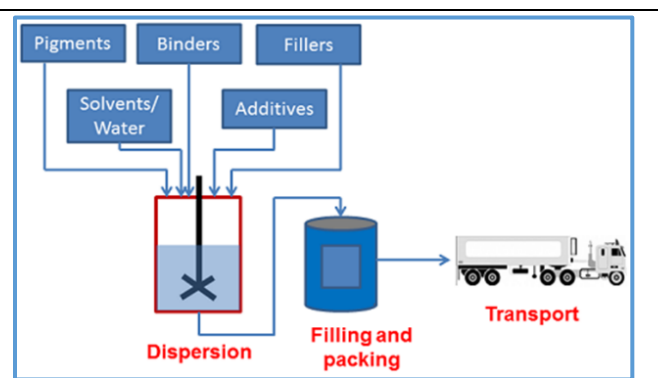 Pigments
Binders
Fillers
Solvents/
Water
Additives
Dispersion
Filling and
packing
Transport